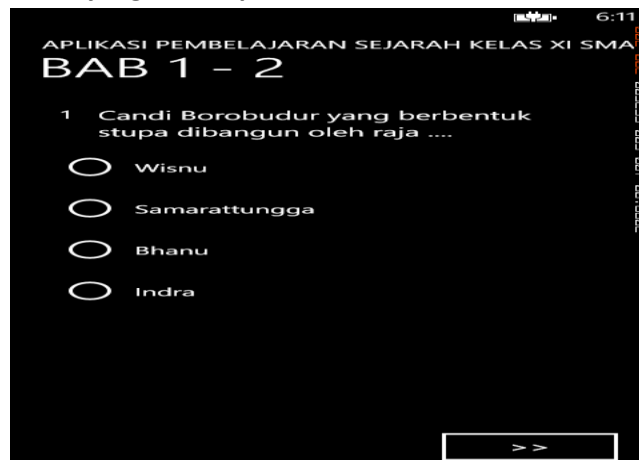 6:11
APLIKASI PEMBELAJARAN SEJARAH KELAS XI SMA
BAB 1 - 2
1 Candi Borobudur yang berbentuk
stupa dibangun oleh raja ....
Wisnu
Samarattungga
Bhanu
Indra
>>